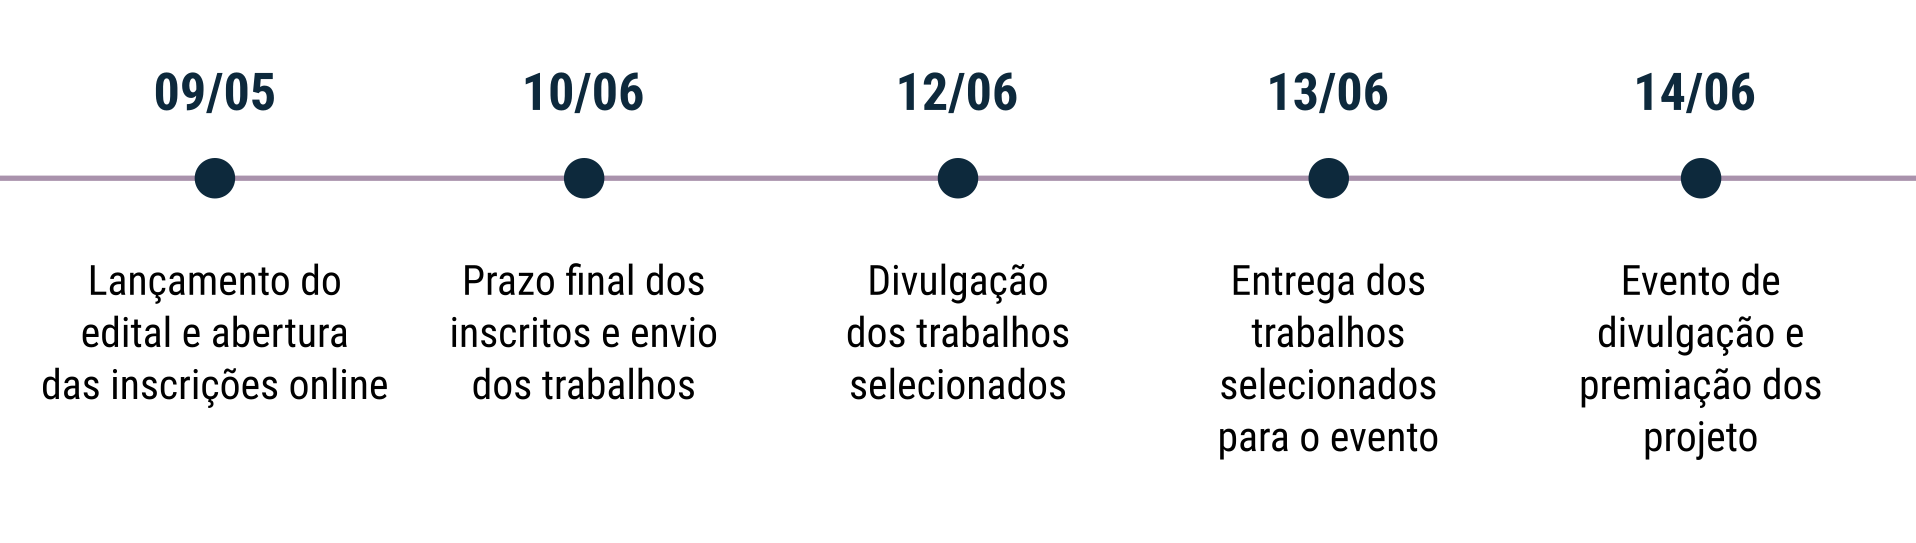 09/05
Lançamento do
edital e abertura
das inscrições online
10/06
Prazo final dos
inscritos e envio
dos trabalhos
12/06
Divulgação
dos trabalhos
selecionados
13/06
Entrega dos
trabalhos
selecionados
para o evento
14/06
Evento de
divulgação e
premiação dos
projeto